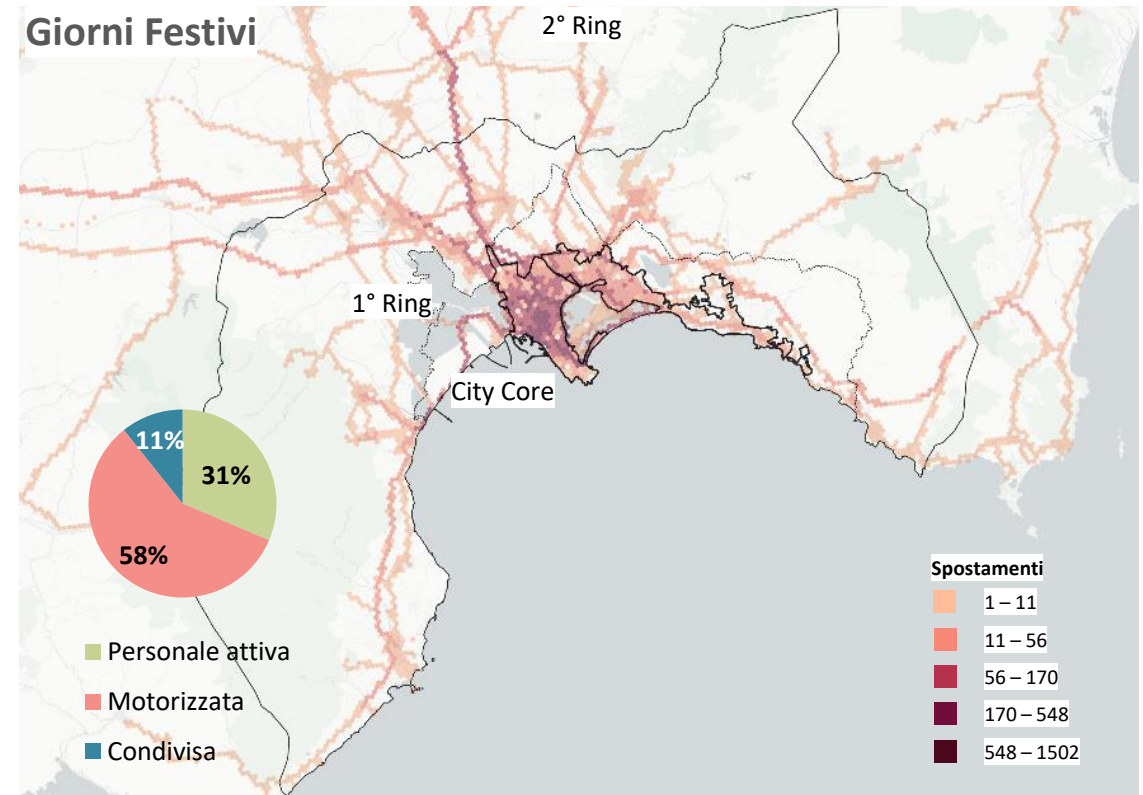 Giorni Festivi
2° Ring
1° Ring
City Core
11%
31%
58%
Personale attiva
Motorizzata
Condivisa
Spostamenti
1 – 11
11 – 56
56 – 170
170 – 548
548 – 1502